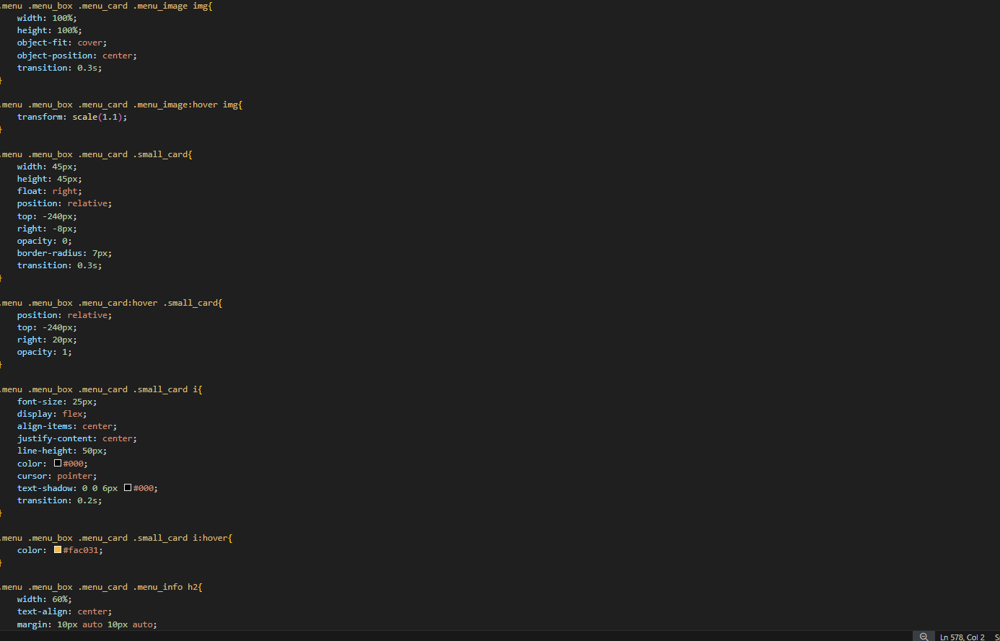 .menu .menu_box .menu_card .menu_image img{
    width: 100%;
    height: 100%;
    object-fit: cover;
    object-position: center;
    transition: 0.3s;
}
.menu .menu_box .menu_card .menu_image:hover img{
    transform: scale(1.1);
}
.menu .menu_box .menu_card .small_card{
    width: 45px;
    height: 45px;
    float: right;
    position: relative;
    top: -240px;
    right: -8px;
    opacity: 0;
    border-radius: 7px;
    transition: 0.3s;
}
.menu .menu_box .menu_card:hover .small_card{
    position: relative;
    top: -240px;
    right: 20px;
    opacity: 1;
}
.menu .menu_box .menu_card .small_card i{
    font-size: 25px;
    display: flex;
    align-items: center;
    justify-content: center;
    line-height: 50px;
    color: #000;
    cursor: pointer;
    text-shadow: 0 0 6px #000;
    transition: 0.2s;
}
.menu .menu_box .menu_card .small_card i:hover{
    color: #fac031;
}
.menu .menu_box .menu_card .menu_info h2{
    width: 60%;
    text-align: center;
    margin: 10px auto 10px auto;
Ln 578, Col 2 S